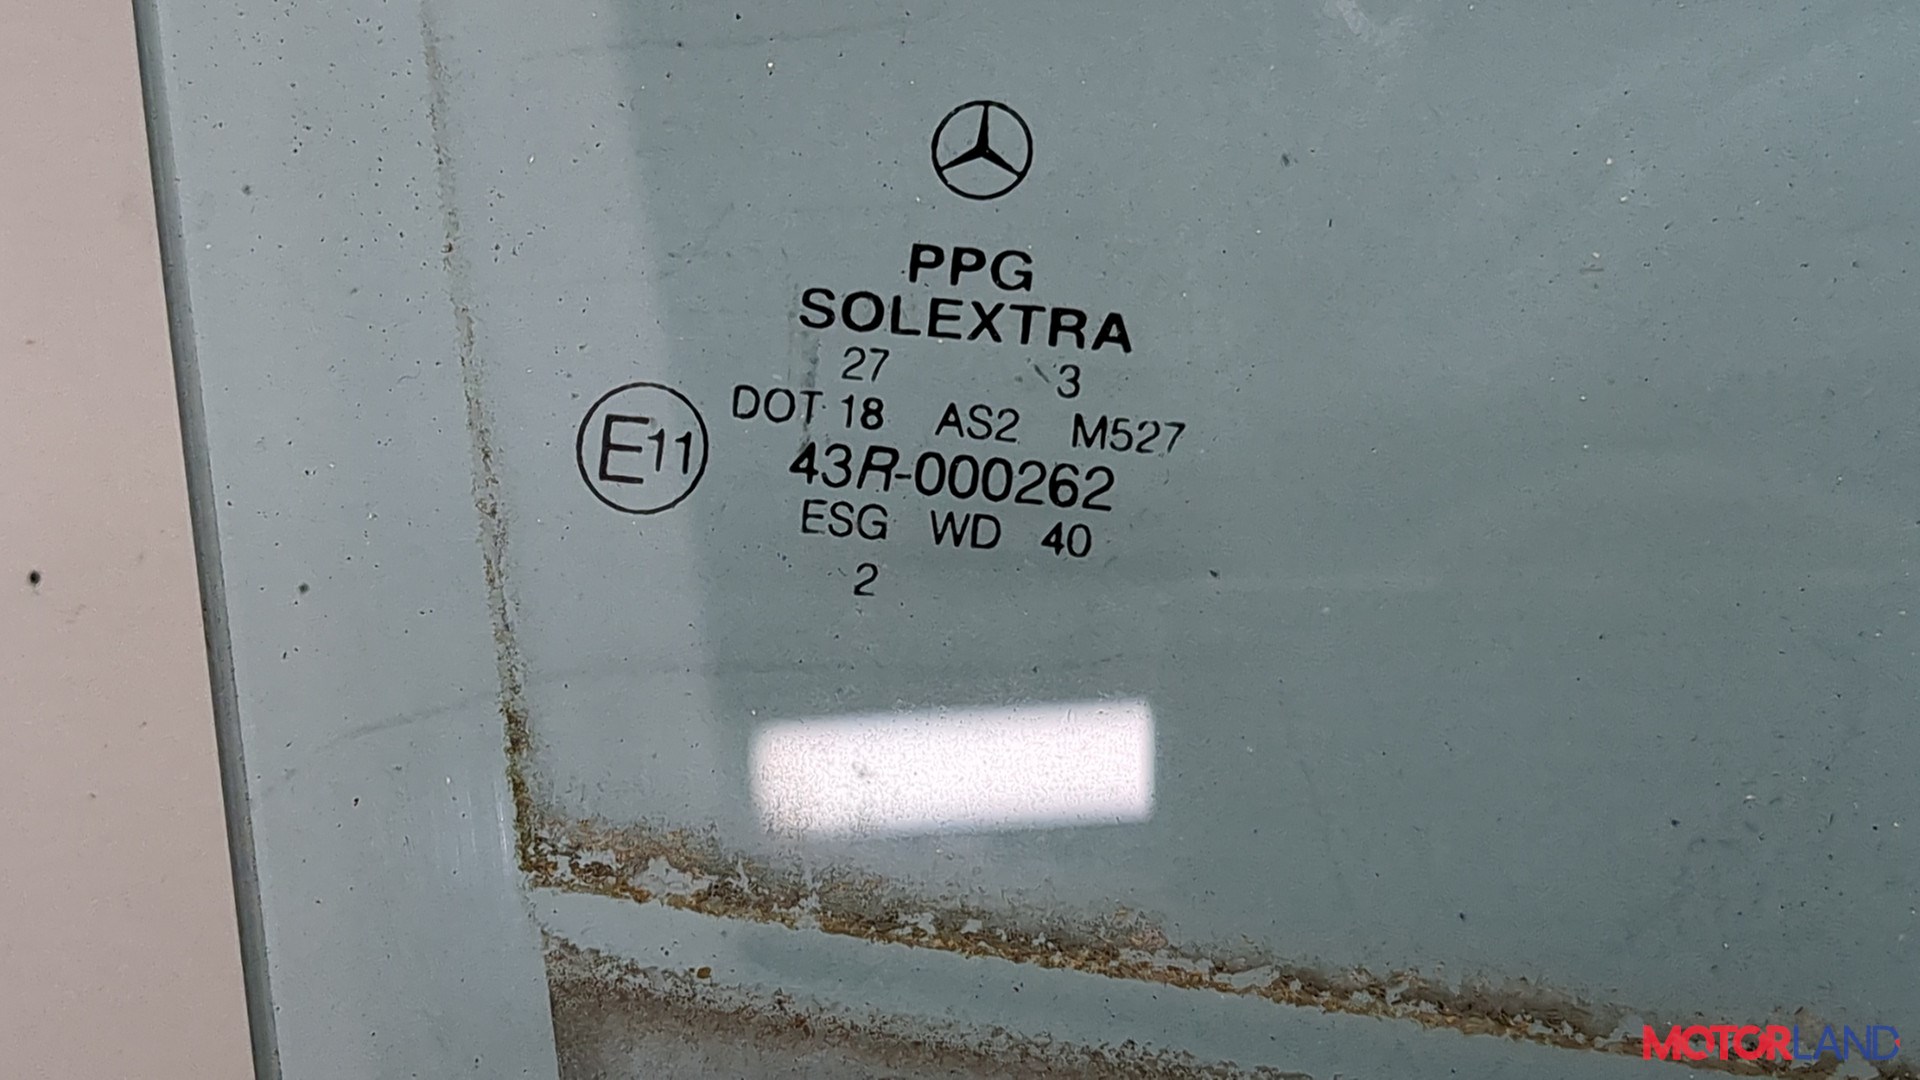 PPG
SOLEXTRA
27 3
DOT 18 AS2 M527
E11
43R-000262
ESG WD 40
2
MOTORLAND